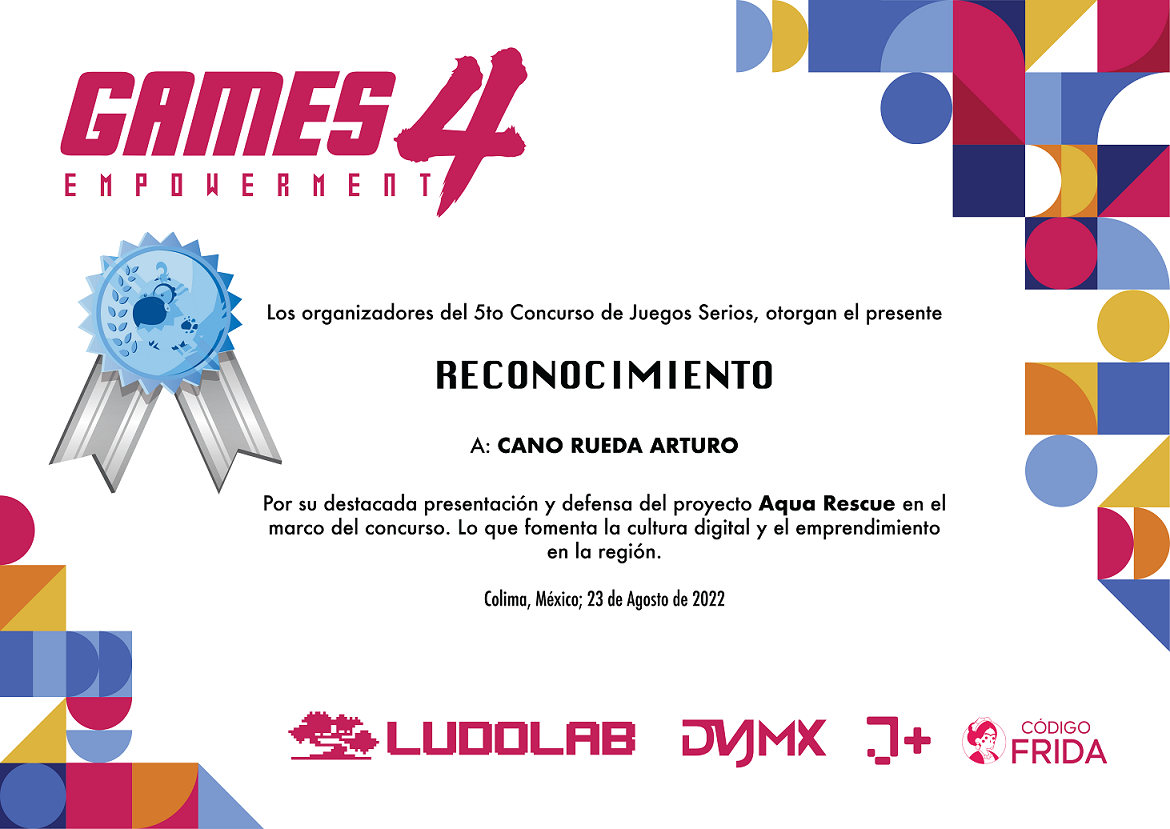 GAMES 4
EMPOWERMENT
Los organizadores del 5to Concurso de Juegos Serios, otorgan el presente
RECONOCIMIENTO
A: CANO RUEDA ARTURO
Por su destacada presentación y defensa del proyecto Aqua Rescue en el
marco del concurso. Lo que fomenta la cultura digital y el emprendimiento
en la región.
Colima, México; 23 de Agosto de 2022
LUDOLAB
DVJMX
J+
CÓDIGO
FRIDA